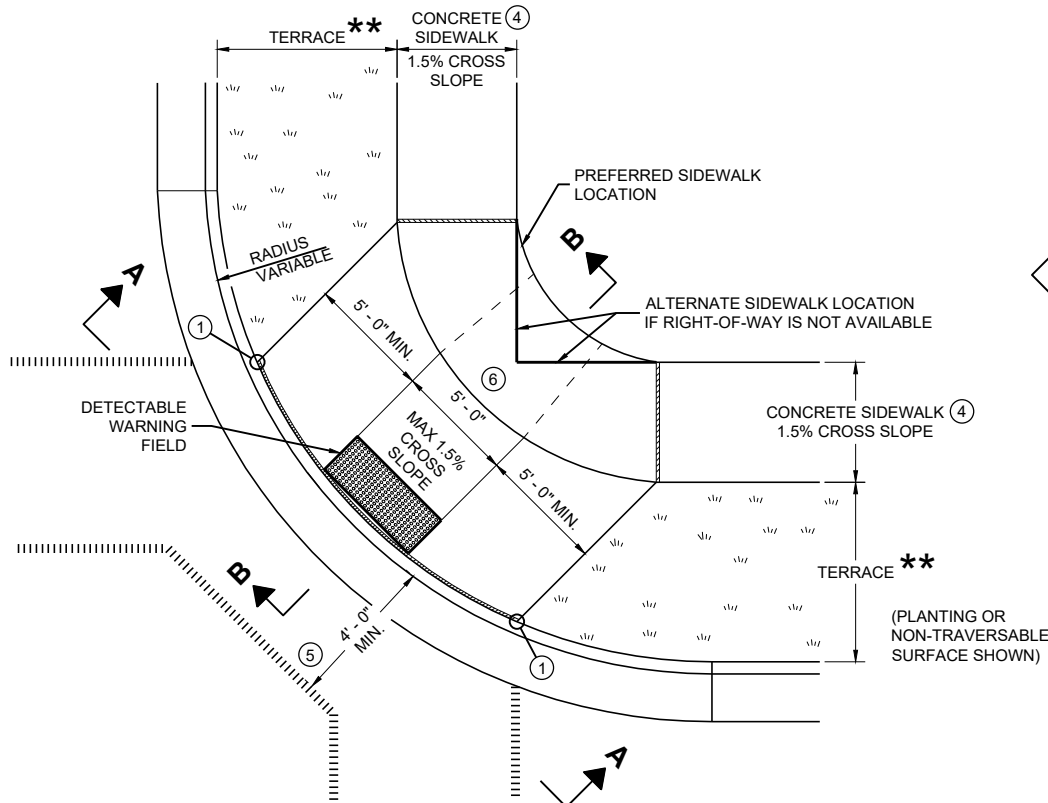 TERRACE **
CONCRETE ④
SIDEWALK
1.5% CROSS
SLOPE
PREFERRED SIDEWALK
LOCATION
B
RADIUS
VARIABLE
A
ALTERNATE SIDEWALK LOCATION
IF RIGHT-OF-WAY IS NOT AVAILABLE
①
5' - 0" MIN.
⑥
5' - 0"
DETECTABLE
WARNING
FIELD
MAX 1.5%
CROSS
SLOPE
CONCRETE SIDEWALK ④
1.5% CROSS SLOPE
5' - 0" MIN.
B
TERRACE **
4' - 0"
MIN.
⑤
①
(PLANTING OR
NON-TRAVERSABLE
SURFACE SHOWN)
A